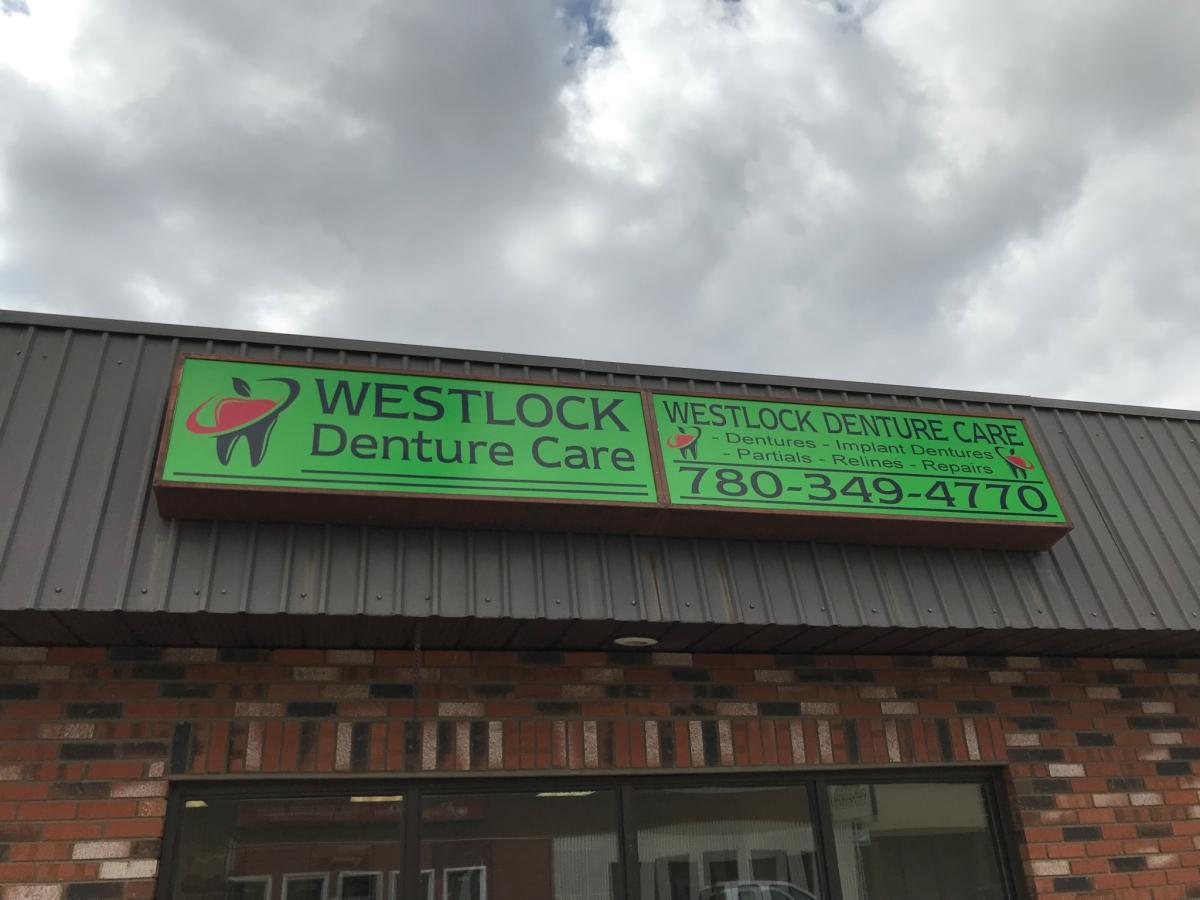 WESTLOCK
Denture Care
WESTLOCK DENTURE CARE
- Dentures - Implant Dentures
- Partials - Relines - Repairs
780-349-4770